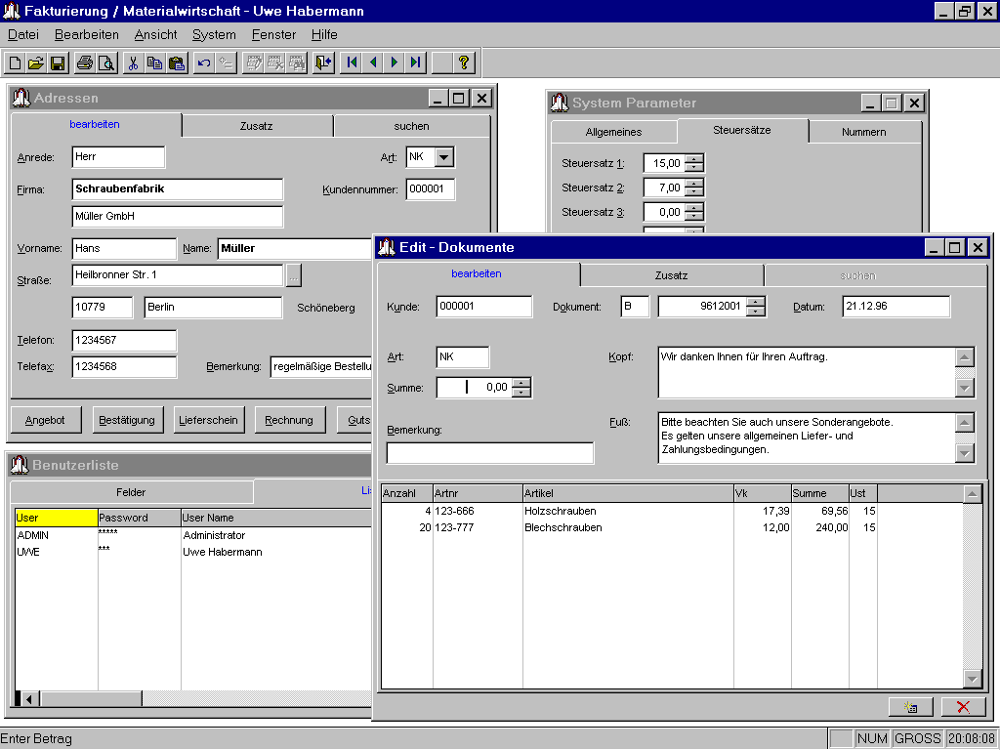 Fakturierung / Materialwirtschaft - Uwe Habermann
Datei Bearbeiten Ansicht System Fenster Hilfe
Adressen
bearbeiten Zusatz suchen
Anrede: Herr Art: NK
Firma: Schraubenfabrik Kundennummer: 000001
Müller GmbH
Vorname: Hans Name: Müller
Straße: Heilbronner Str. 1 ...
10779 Berlin Schöneberg
Telefon: 1234567
Telefax: 1234568 Bemerkung: regelmäßige Bestellu
Angebot Bestätigung Lieferschein Rechnung Guts
System Parameter
Allgemeines Steuersätze Nummern
Steuersatz 1: 15,00
Steuersatz 2: 7,00
Steuersatz 3: 0,00
Benutzerliste
Felder Li
User Password User Name
ADMIN ***** Administrator
UWE *** Uwe Habermann
Edit - Dokumente
bearbeiten Zusatz suchen
Kunde: 000001 Dokument: B 9612001 Datum: 21.12.96
Art: NK Kopf: Wir danken Ihnen für Ihren Auftrag.
Summe: 0,00
Bemerkung:
Fuß: Bitte beachten Sie auch unsere Sonderangebote.
Es gelten unsere allgemeinen Liefer- und
Zahlungsbedingungen.
Anzahl Artnr Artikel Vk Summe Ust
4 123-666 Holzschrauben 17,39 69,56 15
20 123-777 Blechschrauben 12,00 240,00 15
Enter Betrag NUM GROSS 20:08:08